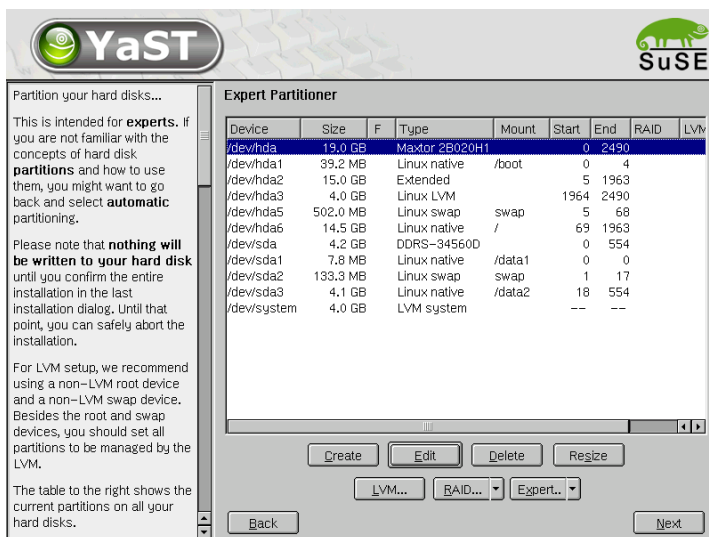 YaST
SuSE
Partition your hard disks...
This is intended for experts. If
you are not familiar with the
concepts of hard disk
partitions and how to use
them, you might want to go
back and select automatic
partitioning.
Please note that nothing will
be written to your hard disk
until you confirm the entire
installation in the last
installation dialog. Until that
point, you can safely abort the
installation.
For LVM setup, we recommend
using a non-LVM root device
and a non-LVM swap device.
Besides the root and swap
devices, you should set all
partitions to be managed by the
LVM.
The table to the right shows the
current partitions on all your
hard disks.
Expert Partitioner
Device Size F Type Mount Start End RAID LVM
/dev/hda 19.0 GB Maxtor 2B020H1 0 2490
/dev/hda1 39.2 MB Linux native /boot 0 4
/dev/hda2 15.0 GB Extended 5 1963
/dev/hda3 4.0 GB Linux LVM 1964 2490
/dev/hda5 502.0 MB Linux swap swap 5 68
/dev/hda6 14.5 GB Linux native / 69 1963
/dev/sda 4.2 GB DDRS-34560D 0 554
/dev/sda1 7.8 MB Linux native /data1 0 0
/dev/sda2 133.3 MB Linux swap swap 1 17
/dev/sda3 4.1 GB Linux native /data2 18 554
/dev/system 4.0 GB LVM system -- --
Create Edit Delete Resize
LVM... RAID... Expert..
Back Next